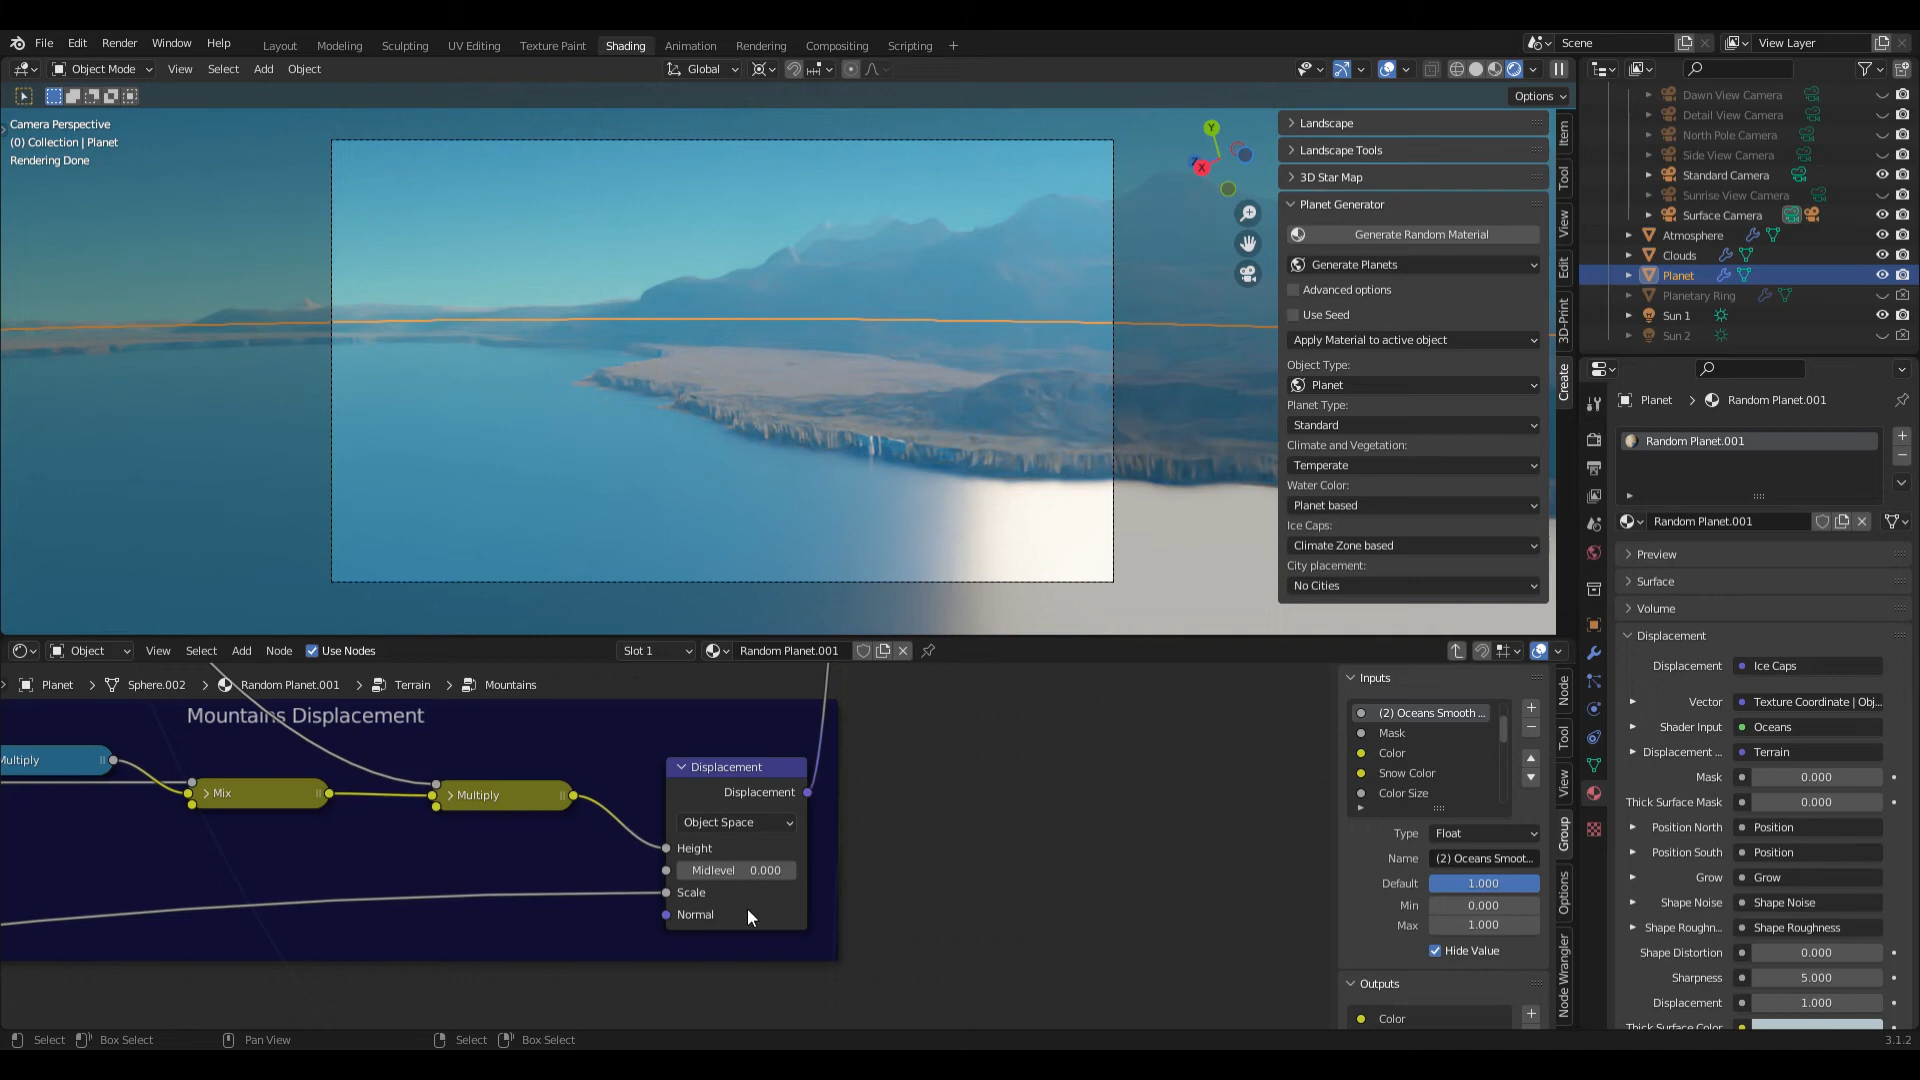 File Edit Render Window Help
Layout Modeling Sculpting UV Editing Texture Paint Shading Animation Rendering Compositing Scripting +
Scene
View Layer
Object Mode View Select Add Object
Global
Options
Camera Perspective
(0) Collection | Planet
Rendering Done
Y
X
Z
Landscape
Landscape Tools
3D Star Map
Planet Generator
Generate Random Material
Generate Planets
Advanced options
Use Seed
Apply Material to active object
Object Type:
Planet
Planet Type:
Standard
Climate and Vegetation:
Temperate
Water Color:
Planet based
Ice Caps:
Climate Zone based
City placement:
No Cities
Item
Tool
View
Edit
3D-Print
Create
Dawn View Camera
Detail View Camera
North Pole Camera
Side View Camera
Standard Camera
Sunrise View Camera
Surface Camera
Atmosphere
Clouds
Planet
Planetary Ring
Sun 1
Sun 2
Planet > Random Planet.001
Random Planet.001
Random Planet.001
Preview
Surface
Volume
Displacement
Displacement Ice Caps
Vector Texture Coordinate | Obj...
Shader Input Oceans
Displacement ... Terrain
Mask 0.000
Thick Surface Mask 0.000
Position North Position
Position South Position
Grow Grow
Shape Noise Shape Noise
Shape Roughn... Shape Roughness
Shape Distortion 0.000
Sharpness 5.000
Displacement 1.000
Thick Surface Color
Object View Select Add Node Use Nodes
Slot 1
Random Planet.001
Planet > Sphere.002 > Random Planet.001 > Terrain > Mountains
Mountains Displacement
Multiply
Mix
Multiply
Displacement
Displacement
Object Space
Height
Midlevel 0.000
Scale
Normal
Inputs
(2) Oceans Smooth ...
Mask
Color
Snow Color
Color Size
Type Float
Name (2) Oceans Smoot...
Default 1.000
Min 0.000
Max 1.000
Hide Value
Outputs
Color
Node
Tool
View
Group
Options
Node Wrangler
Select Box Select Pan View Select Box Select
3.1.2